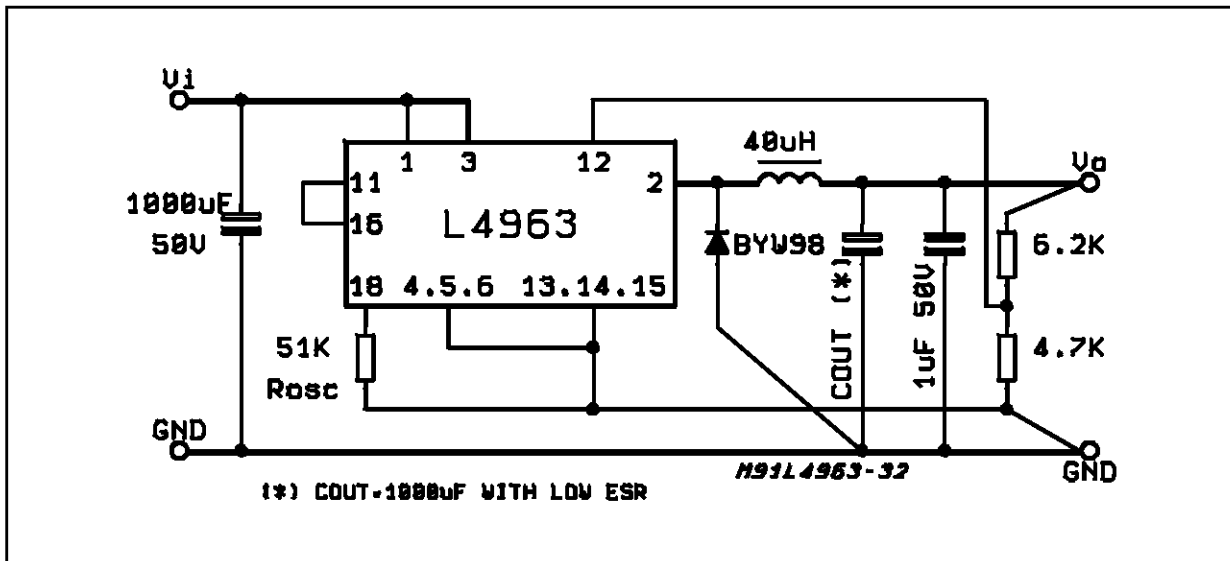 Vi
1 3 12
40uH
Vo
11
2
1000uF
16
L4963
50V
BYW98
COUT (*)
1uF 50V
6.2K
18 4.5.6 13.14.15
51K
4.7K
Rosc
GND
M91L4963-32
GND
(*) COUT=1000uF WITH LOW ESR